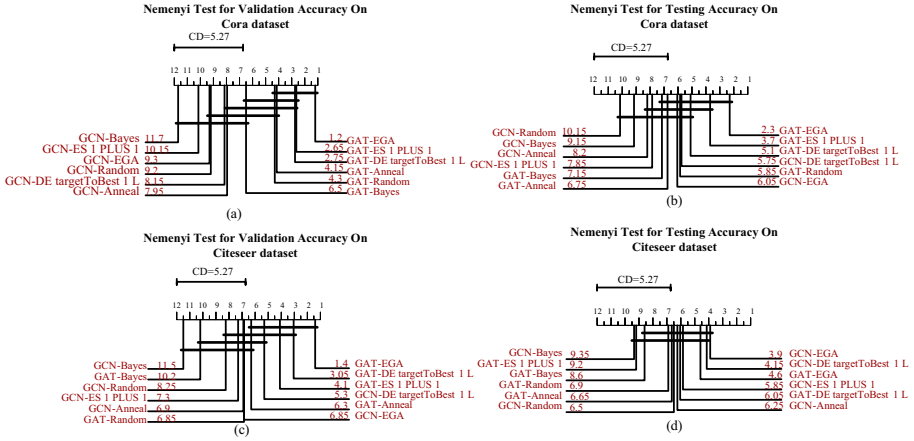 Nemenyi Test for Validation Accuracy On
Cora dataset
CD=5.27
12 11 10 9 8 7 6 5 4 3 2 1
GCN-Bayes 11.7
GCN-ES 1 PLUS 1 10.15
GCN-EGA 9.3
GCN-Random 9.2
GCN-DE targetToBest 1 L 8.15
GCN-Anneal 7.95
1.2 GAT-EGA
2.65 GAT-ES 1 PLUS 1
2.75 GAT-DE targetToBest 1 L
4.15 GAT-Anneal
4.3 GAT-Random
6.5 GAT-Bayes
(a)
Nemenyi Test for Testing Accuracy On
Cora dataset
CD=5.27
12 11 10 9 8 7 6 5 4 3 2 1
GCN-Random 10.15
GCN-Bayes 9.15
GCN-Anneal 8.2
GCN-ES 1 PLUS 1 7.85
GAT-Bayes 7.15
GAT-Anneal 6.75
2.3 GAT-EGA
3.7 GAT-ES 1 PLUS 1
5.1 GAT-DE targetToBest 1 L
5.75 GCN-DE targetToBest 1 L
5.85 GAT-Random
6.05 GCN-EGA
(b)
Nemenyi Test for Validation Accuracy On
Citeseer dataset
CD=5.27
12 11 10 9 8 7 6 5 4 3 2 1
GCN-Bayes 11.5
GAT-Bayes 10.2
GCN-Random 8.25
GCN-ES 1 PLUS 1 7.3
GCN-Anneal 6.9
GAT-Random 6.85
1.4 GAT-EGA
3.05 GAT-DE targetToBest 1 L
4.1 GAT-ES 1 PLUS 1
5.3 GCN-DE targetToBest 1 L
6.3 GAT-Anneal
6.85 GCN-EGA
(c)
Nemenyi Test for Testing Accuracy On
Citeseer dataset
CD=5.27
12 11 10 9 8 7 6 5 4 3 2 1
GCN-Bayes 9.35
GAT-ES 1 PLUS 1 9.2
GAT-Bayes 8.6
GAT-Random 6.9
GAT-Anneal 6.65
GCN-Random 6.5
3.9 GCN-EGA
4.15 GCN-DE targetToBest 1 L
4.6 GAT-EGA
5.85 GCN-ES 1 PLUS 1
6.05 GAT-DE targetToBest 1 L
6.25 GCN-Anneal
(d)